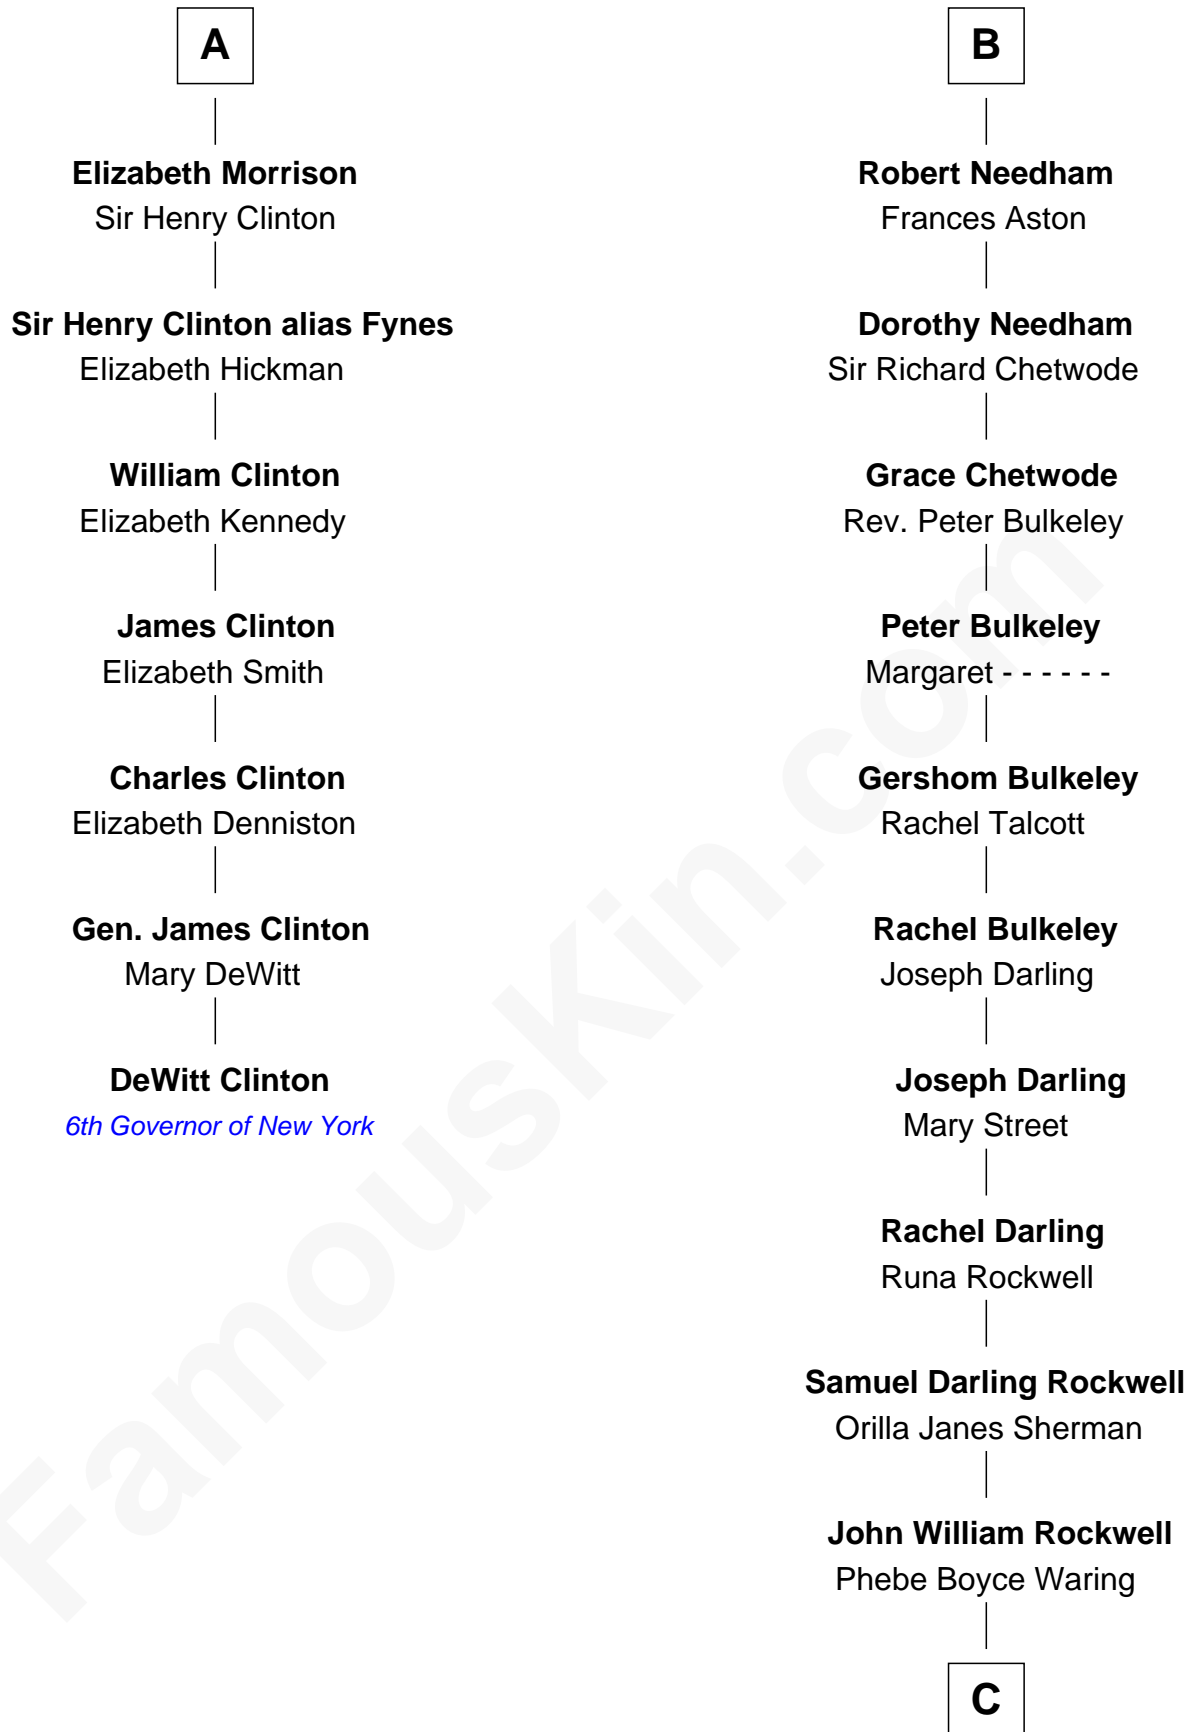 A
Elizabeth Morrison
Sir Henry Clinton
Sir Henry Clinton alias Fynes
Elizabeth Hickman
William Clinton
Elizabeth Kennedy
James Clinton
Elizabeth Smith
Charles Clinton
Elizabeth Denniston
Gen. James Clinton
Mary DeWitt
DeWitt Clinton
6th Governor of New York
B
Robert Needham
Frances Aston
Dorothy Needham
Sir Richard Chetwode
Grace Chetwode
Rev. Peter Bulkeley
Peter Bulkeley
Margaret - - - - - -
Gershom Bulkeley
Rachel Talcott
Rachel Bulkeley
Joseph Darling
Joseph Darling
Mary Street
Rachel Darling
Runa Rockwell
Samuel Darling Rockwell
Orilla Janes Sherman
John William Rockwell
Phebe Boyce Waring
C
FamousKin.com